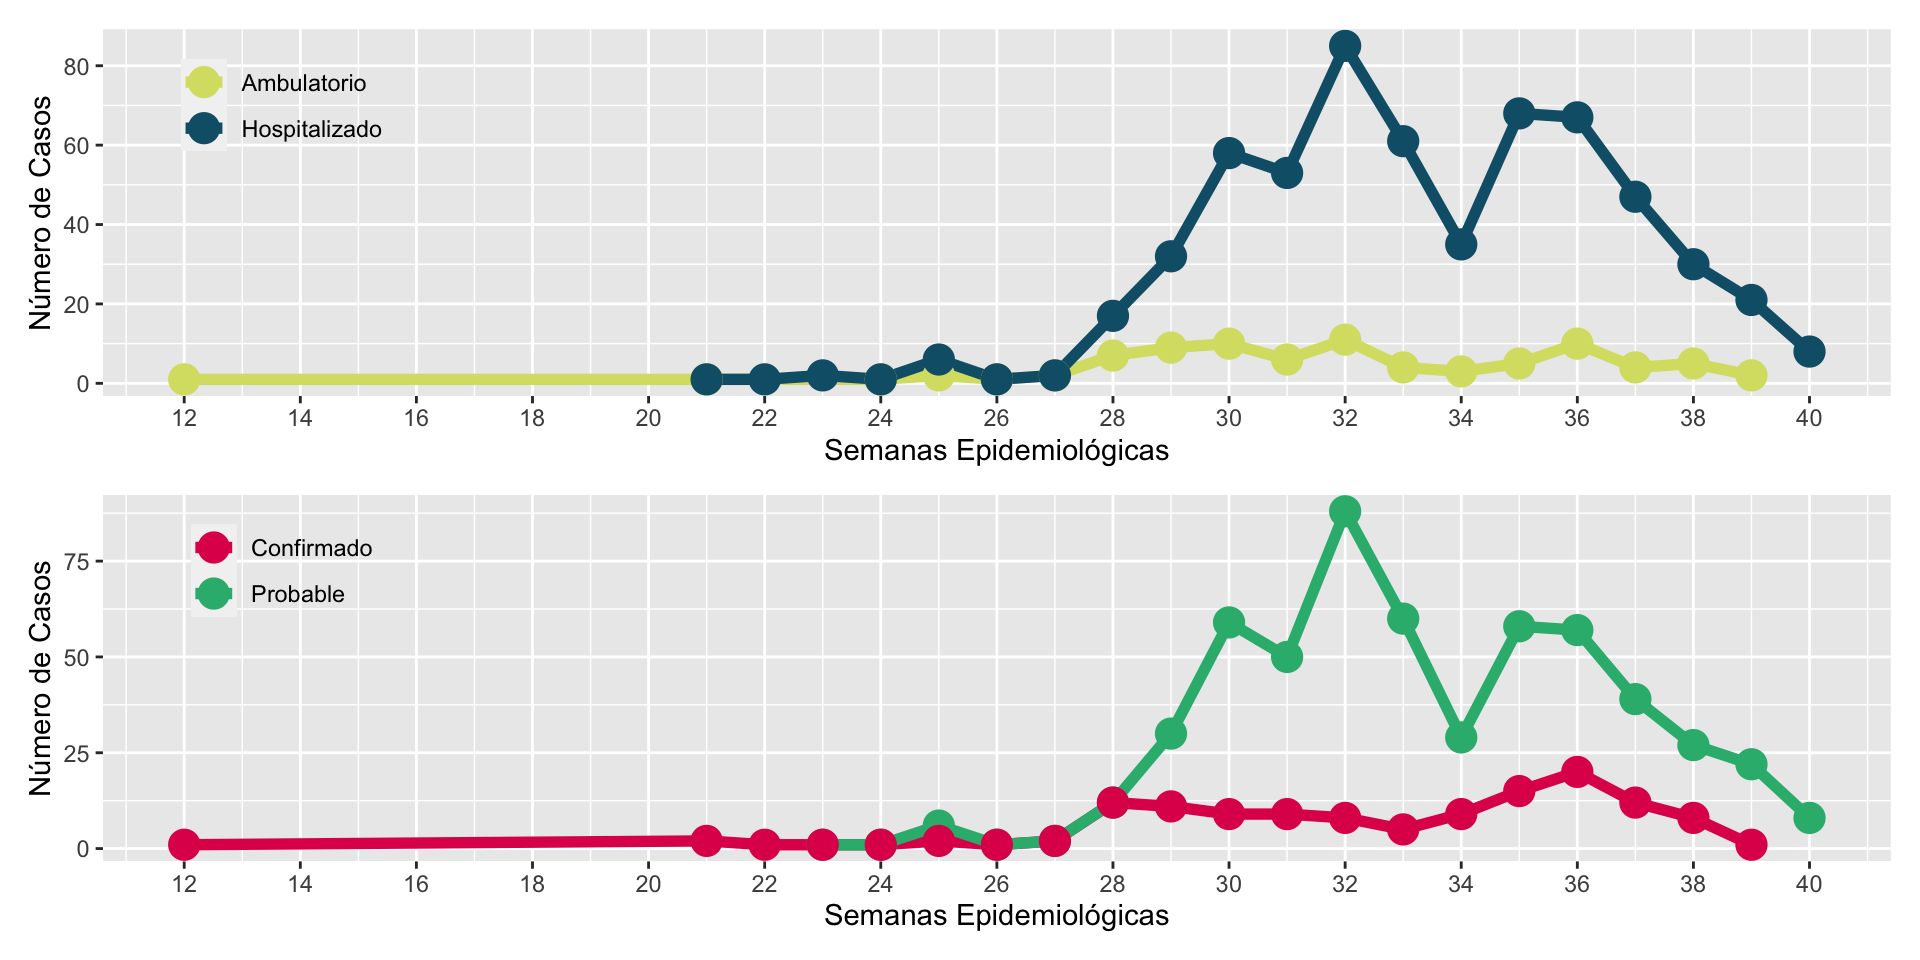 Número de Casos
80
60
40
20
0
Ambulatorio
Hospitalizado
12 14 16 18 20 22 24 26 28 30 32 34 36 38 40
Semanas Epidemiológicas
Número de Casos
75
50
25
0
Confirmado
Probable
12 14 16 18 20 22 24 26 28 30 32 34 36 38 40
Semanas Epidemiológicas